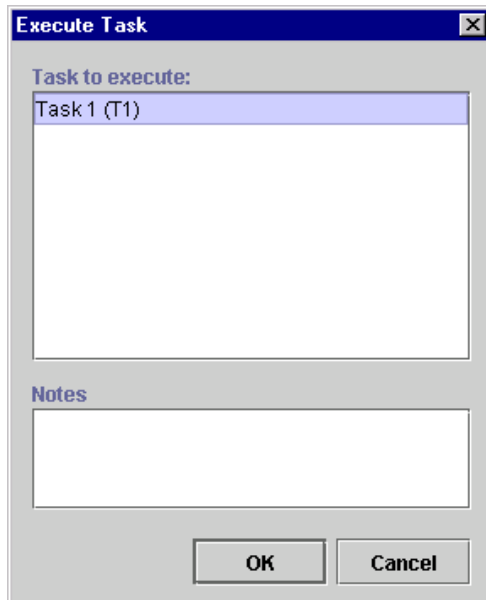 Execute Task
Task to execute:
Task 1 (T1)
Notes
OK Cancel